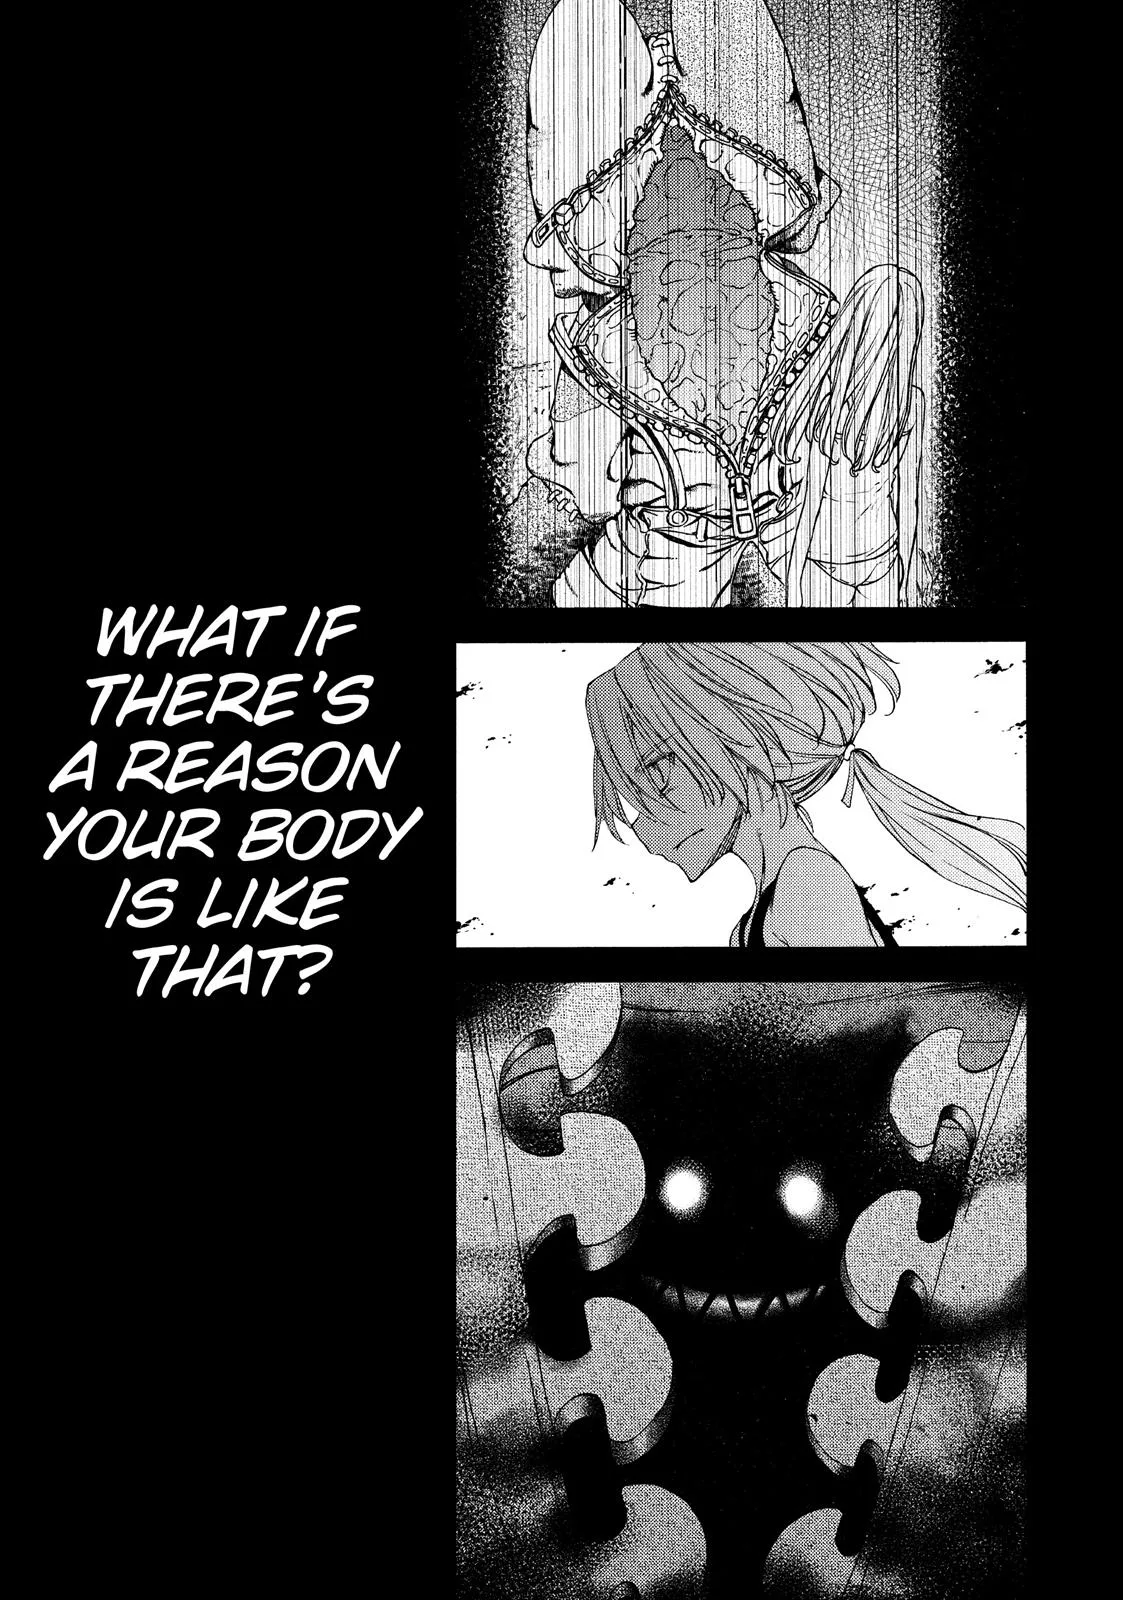 WHAT IF
THERE'S
A REASON
YOUR BODY
IS LIKE
THAT?